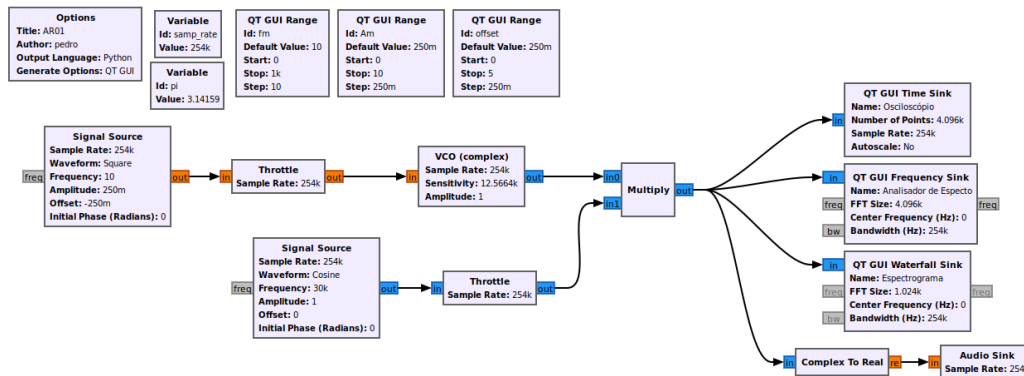 Options
Title: AR01
Author: pedro
Output Language: Python
Generate Options: QT GUI
Variable
Id: samp_rate
Value: 254k
Variable
Id: pi
Value: 3.14159
QT GUI Range
Id: fm
Default Value: 10
Start: 0
Stop: 1k
Step: 10
QT GUI Range
Id: Am
Default Value: 250m
Start: 0
Stop: 10
Step: 250m
QT GUI Range
Id: offset
Default Value: 250m
Start: 0
Stop: 5
Step: 250m
Signal Source
Sample Rate: 254k
Waveform: Square
Frequency: 10
Amplitude: 250m
Offset: -250m
Initial Phase (Radians): 0
freq
out
in
Throttle
Sample Rate: 254k
out
in
VCO (complex)
Sample Rate: 254k
Sensitivity: 12.5664k
Amplitude: 1
out
in0
in1
Multiply
out
Signal Source
Sample Rate: 254k
Waveform: Cosine
Frequency: 30k
Amplitude: 1
Offset: 0
Initial Phase (Radians): 0
freq
out
in
Throttle
Sample Rate: 254k
out
in
QT GUI Time Sink
Name: Osciloscópio
Number of Points: 4.096k
Sample Rate: 254k
Autoscale: No
in
freq
bw
QT GUI Frequency Sink
Name: Analisador de Especto
FFT Size: 4.096k
Center Frequency (Hz): 0
Bandwidth (Hz): 254k
freq
in
freq
bw
QT GUI Waterfall Sink
Name: Espectrograma
FFT Size: 1.024k
Center Frequency (Hz): 0
Bandwidth (Hz): 254k
freq
in
Complex To Real
re
in
Audio Sink
Sample Rate: 254